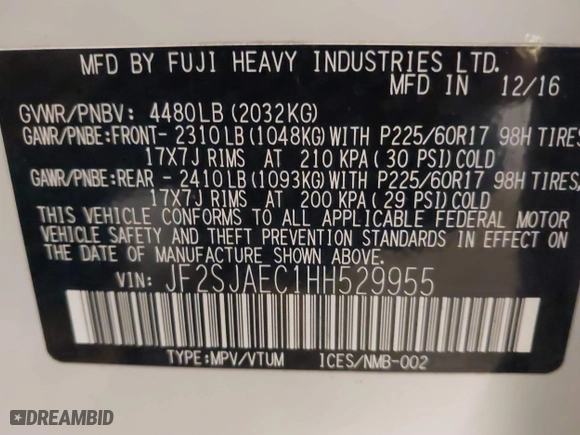 MFD BY FUJI HEAVY INDUSTRIES LTD.
MFD IN 12/16
GVWR/PNBV: 4480LB(2032KG)
GAWR/PNBE:FRONT- 2310LB(1048KG)WITH P225/60R17 98H TIRES
17X7J RIMS AT 210 KPA( 30 PSI)COLD
GAWR/PNBE:REAR - 2410LB(1093KG)WITH P225/60R17 98H TIRES
17X7J RIMS AT 200 KPA( 29 PSI)COLD
THIS VEHICLE CONFORMS TO ALL APPLICABLE FEDERAL MOTOR
VEHICLE SAFETY AND THEFT PREVENTION STANDARDS IN EFFECT ON
THE DATE OF MANUFACTURE SHOWN ABOVE.
VIN: JF2SJAEC1HH529955
TYPE:MPV/VTUM ICES/NMB-002
DREAMBID